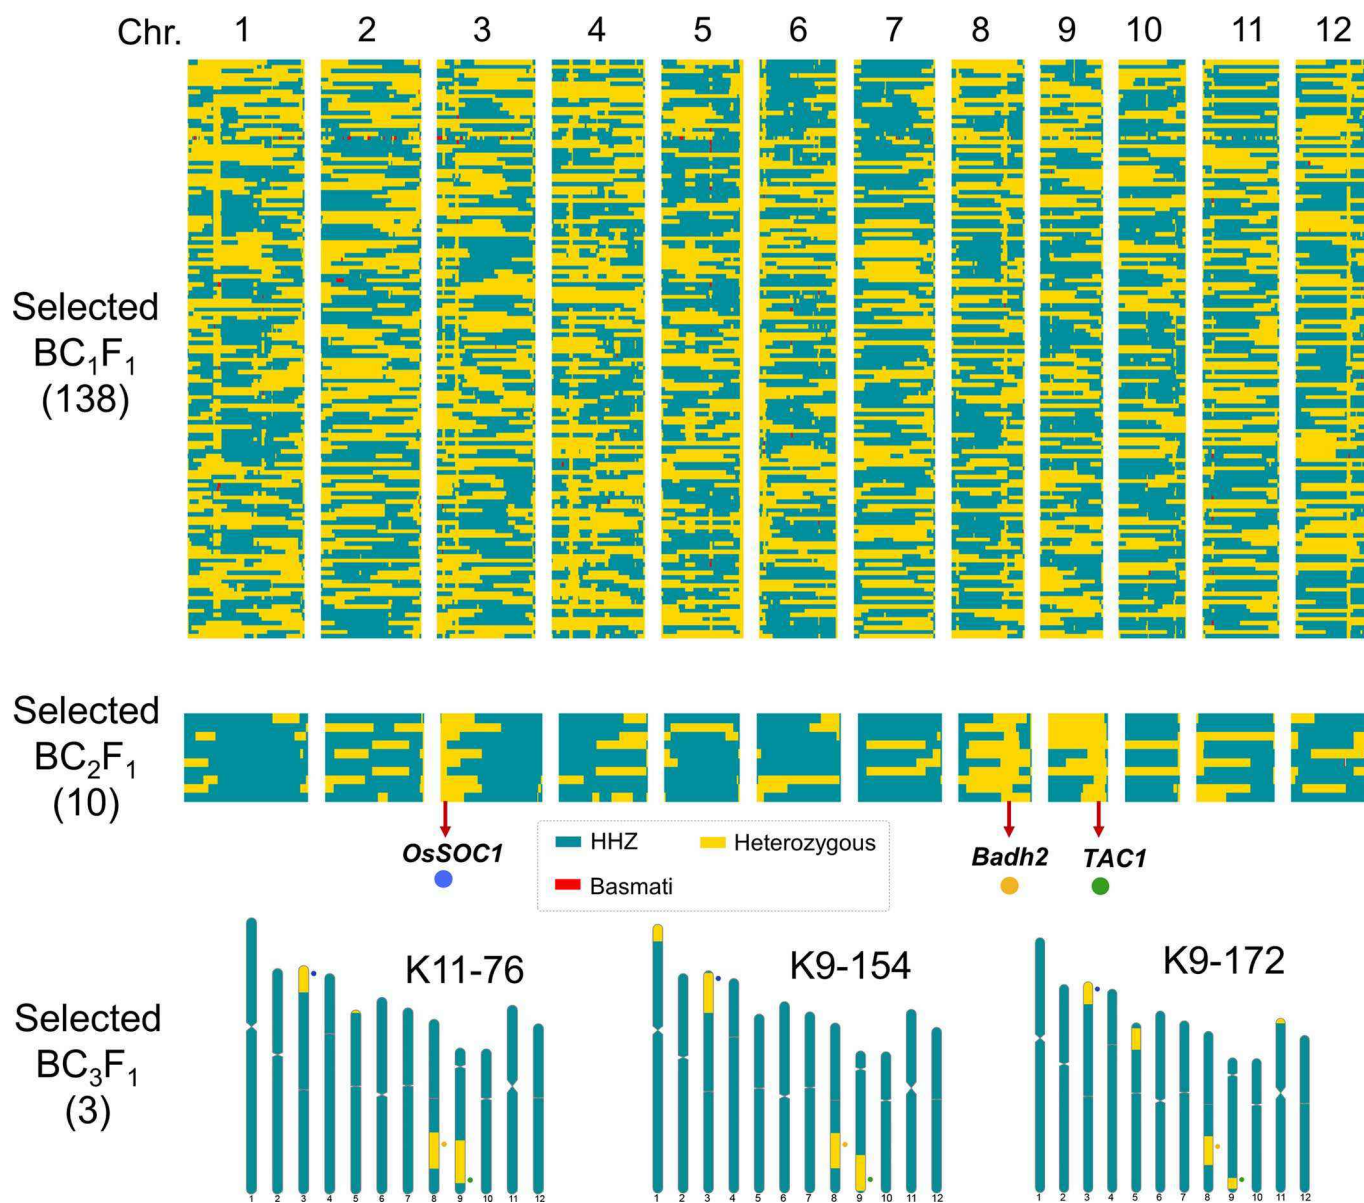 Chr. 1 2 3 4 5 6 7 8 9 10 11 12
Selected
BC₁F₁
(138)
Selected
BC₂F₁
(10)
OsSOC1
HHZ
Heterozygous
Basmati
Badh2
TAC1
Selected
BC₃F₁
(3)
K11-76
1 2 3 4 5 6 7 8 9 10 11 12
K9-154
1 2 3 4 5 6 7 8 9 10 11 12
K9-172
1 2 3 4 5 6 7 8 9 10 11 12